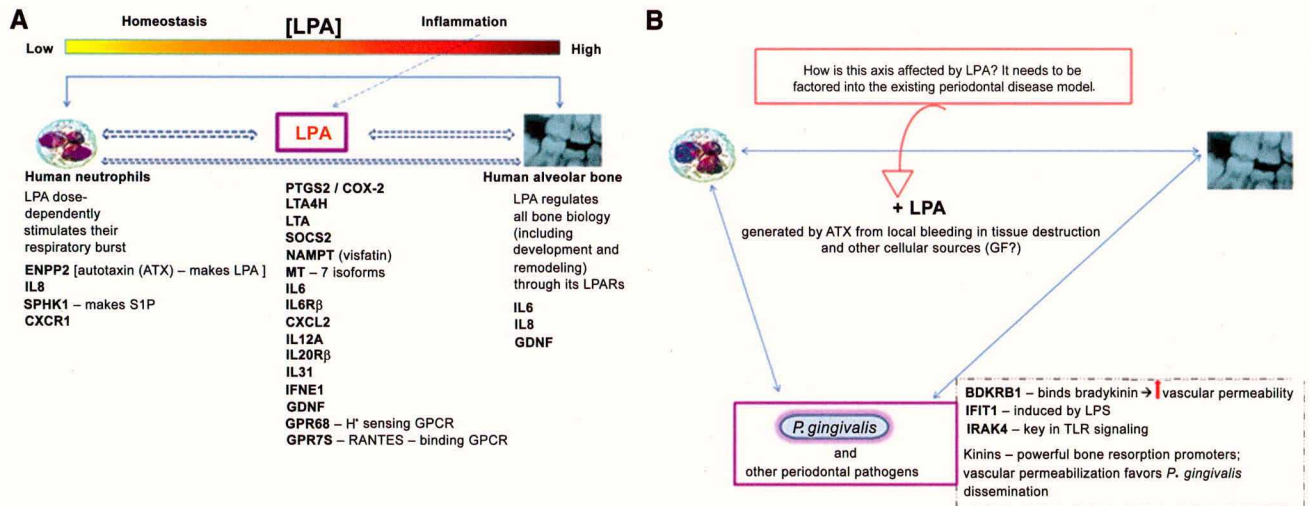 A
Homeostasis
[LPA]
Inflammation
Low
High
LPA
Human neutrophils
LPA dose-
dependently
stimulates their
respiratory burst
ENPP2 [autotaxin (ATX) – makes LPA ]
IL8
SPHK1 – makes S1P
CXCR1
PTGS2 / COX-2
LTA4H
LTA
SOCS2
NAMPT (visfatin)
MT – 7 isoforms
IL6
IL6Rβ
CXCL2
IL12A
IL20Rβ
IL31
IFNE1
GDNF
GPR68 – H⁺ sensing GPCR
GPR7S – RANTES – binding GPCR
Human alveolar bone
LPA regulates
all bone biology
(including
development and
remodeling)
through its LPARs
IL6
IL8
GDNF
B
How is this axis affected by LPA? It needs to be
factored into the existing periodontal disease model.
+ LPA
generated by ATX from local bleeding in tissue destruction
and other cellular sources (GF?)
P. gingivalis
and
other periodontal pathogens
BDKRB1 – binds bradykinin → ↑ vascular permeability
IFIT1 – induced by LPS
IRAK4 – key in TLR signaling
Kinins – powerful bone resorption promoters;
vascular permeabilization favors P. gingivalis
dissemination